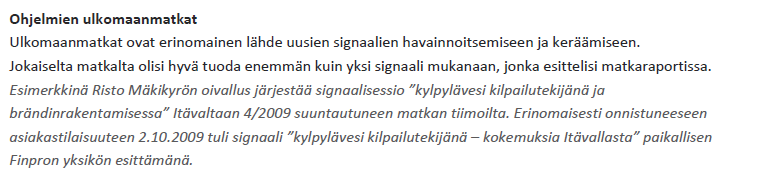 Ohjelmien ulkomaanmatkat
Ulkomaanmatkat ovat erinomainen lähde uusien signaalien havainnoitsemiseen ja keräämiseen.
Jokaiselta matkalta olisi hyvä tuoda enemmän kuin yksi signaali mukanaan, jonka esittelisi matkaraportissa.
Esimerkkinä Risto Mäkikyrön oivallus järjestää signaalisessio ”kylpylävesi kilpailutekijänä ja
brändinrakentamisessa” Itävaltaan 4/2009 suuntautuneen matkan tiimoilta. Erinomaisesti onnistuneeseen
asiakastilaisuuteen 2.10.2009 tuli signaali ”kylpylävesi kilpailutekijänä – kokemuksia Itävallasta” paikallisen
Finpron yksikön esittämänä.